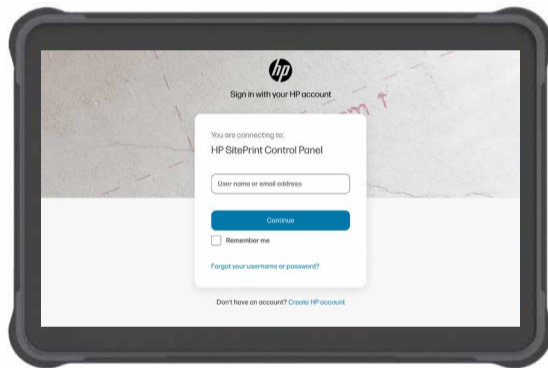 hp
Sign in with your HP account
You are connecting to:
HP SitePrint Control Panel
User name or email address
Continue
Remember me
Forgot your username or password?
Don't have an account? Create HP account